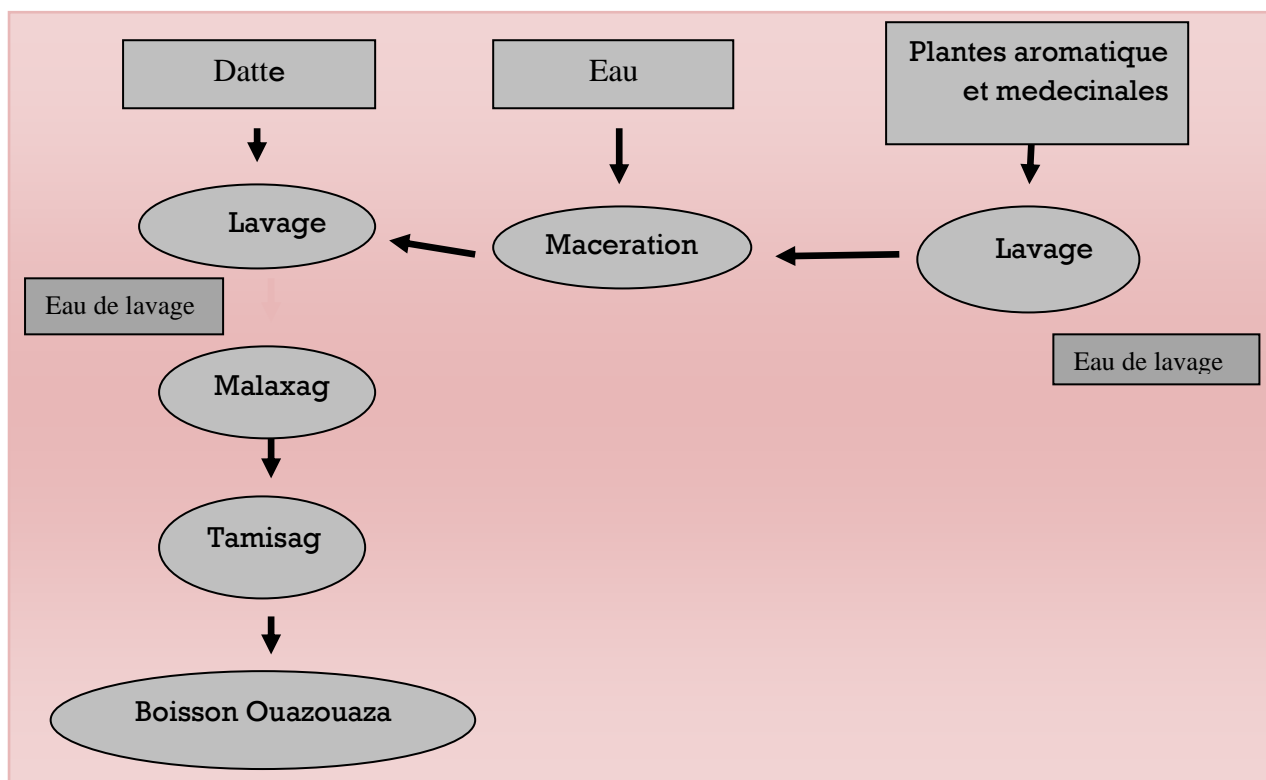 Datte
Eau
Plantes aromatique
et medecinales
Lavage
Maceration
Lavage
Eau de lavage
Eau de lavage
Malaxag
Tamisag
Boisson Ouazouaza